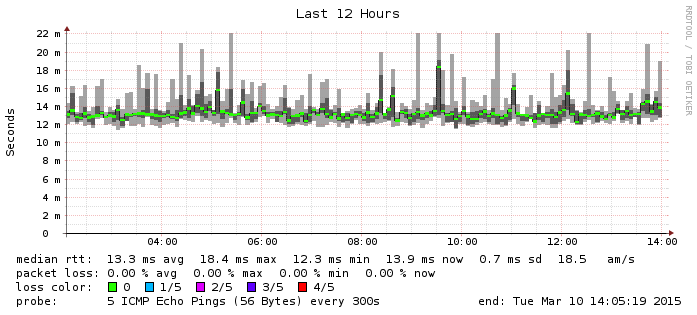 Last 12 Hours
RRDTOOL / TOBI OETIKER
Seconds
22 m
20 m
18 m
16 m
14 m
12 m
10 m
8 m
6 m
4 m
2 m
0
04:00 06:00 08:00 10:00 12:00 14:00
median rtt: 13.3 ms avg 18.4 ms max 12.3 ms min 13.9 ms now 0.7 ms sd 18.5 am/s
packet loss: 0.00 % avg 0.00 % max 0.00 % min 0.00 % now
loss color: 0 1/5 2/5 3/5 4/5
probe: 5 ICMP Echo Pings (56 Bytes) every 300s end: Tue Mar 10 14:05:19 2015